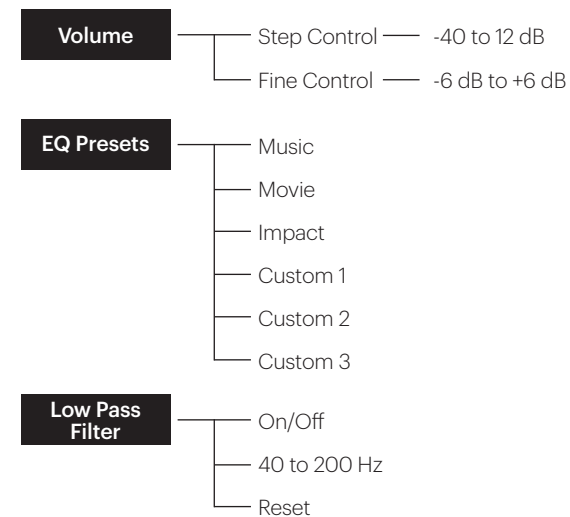 Volume
Step Control
-40 to 12 dB
Fine Control
-6 dB to +6 dB
EQ Presets
Music
Movie
Impact
Custom 1
Custom 2
Custom 3
Low Pass
Filter
On/Off
40 to 200 Hz
Reset